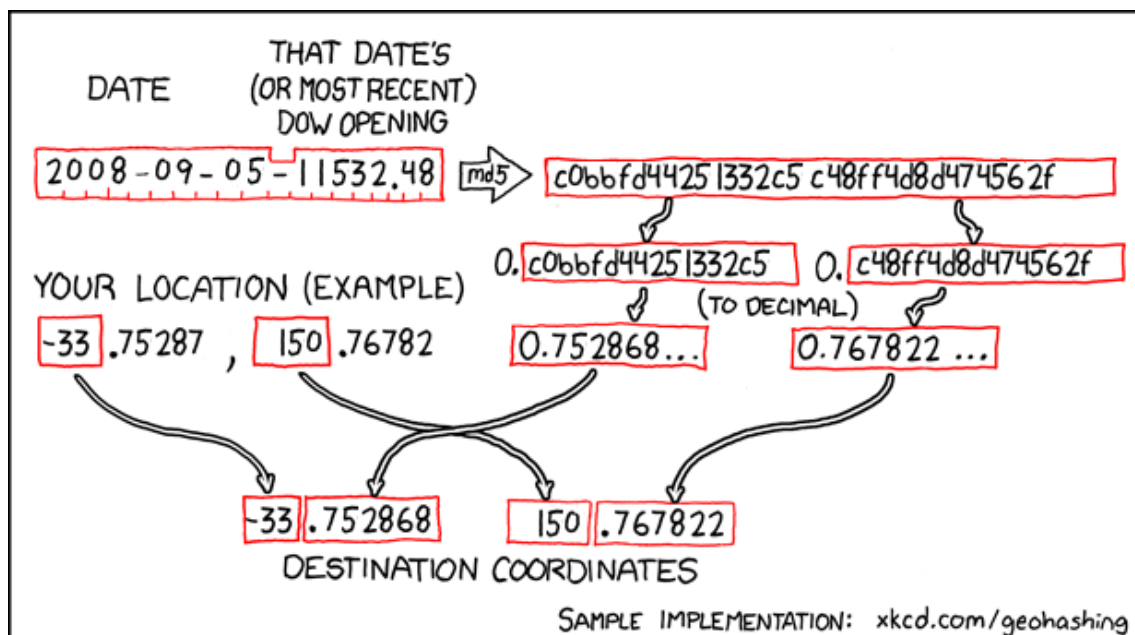 DATE
THAT DATE'S
(OR MOST RECENT)
DOW OPENING
2008-09-05-11532.48
md5
c0bbfd44251332c5 c48ff4d8d474562f
0. c0bbfd44251332c5
0. c48ff4d8d474562f
YOUR LOCATION (EXAMPLE)
(TO DECIMAL)
-33.75287, 150.76782
0.752868...
0.767822...
-33.752868
150.767822
DESTINATION COORDINATES
SAMPLE IMPLEMENTATION: xkcd.com/geohashing